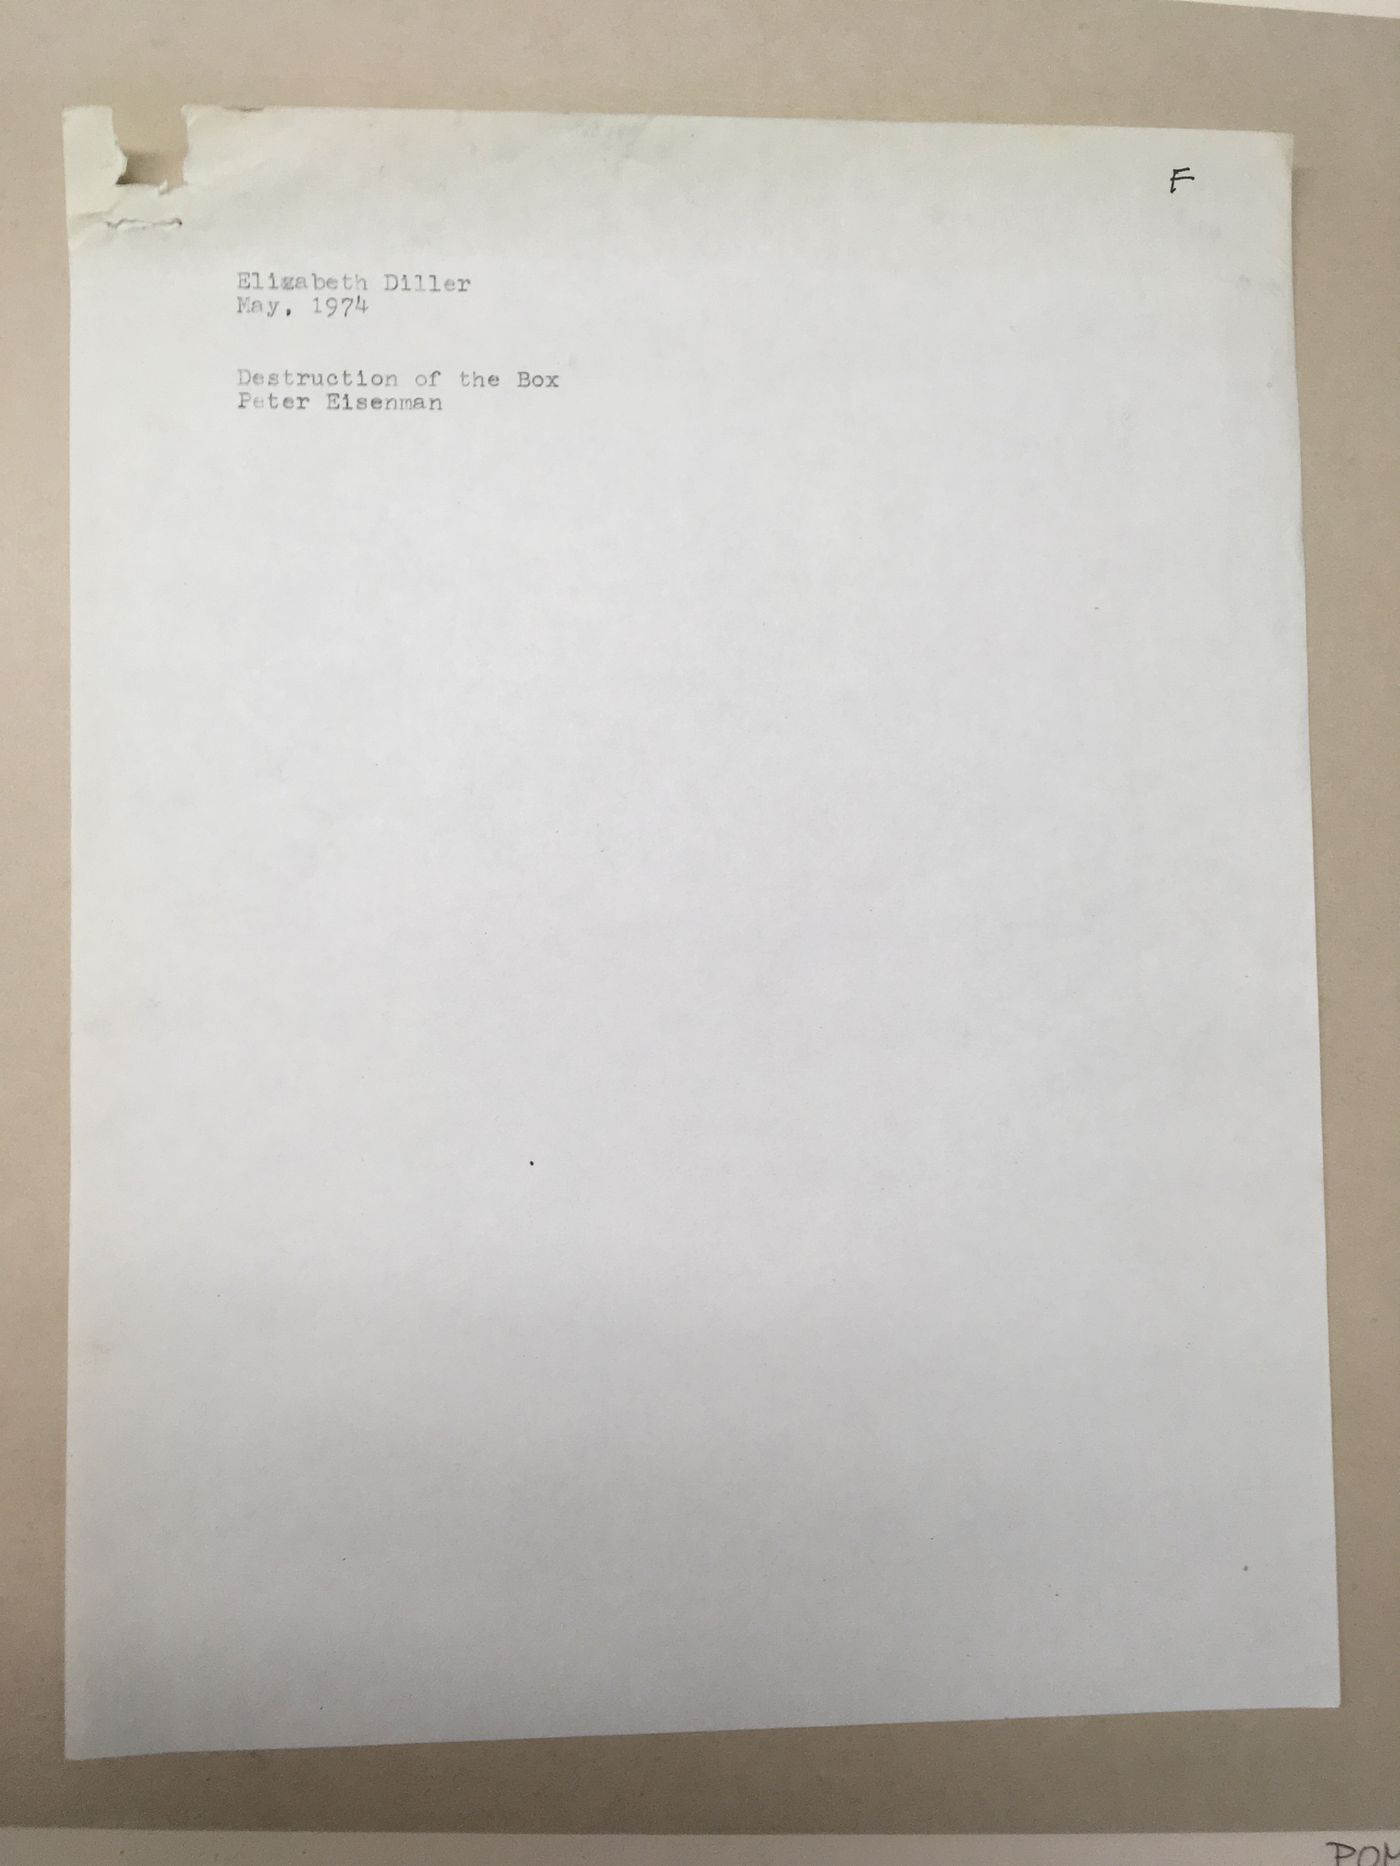 F
Elizabeth Diller
May, 1974
Destruction of the Box
Peter Eisenman